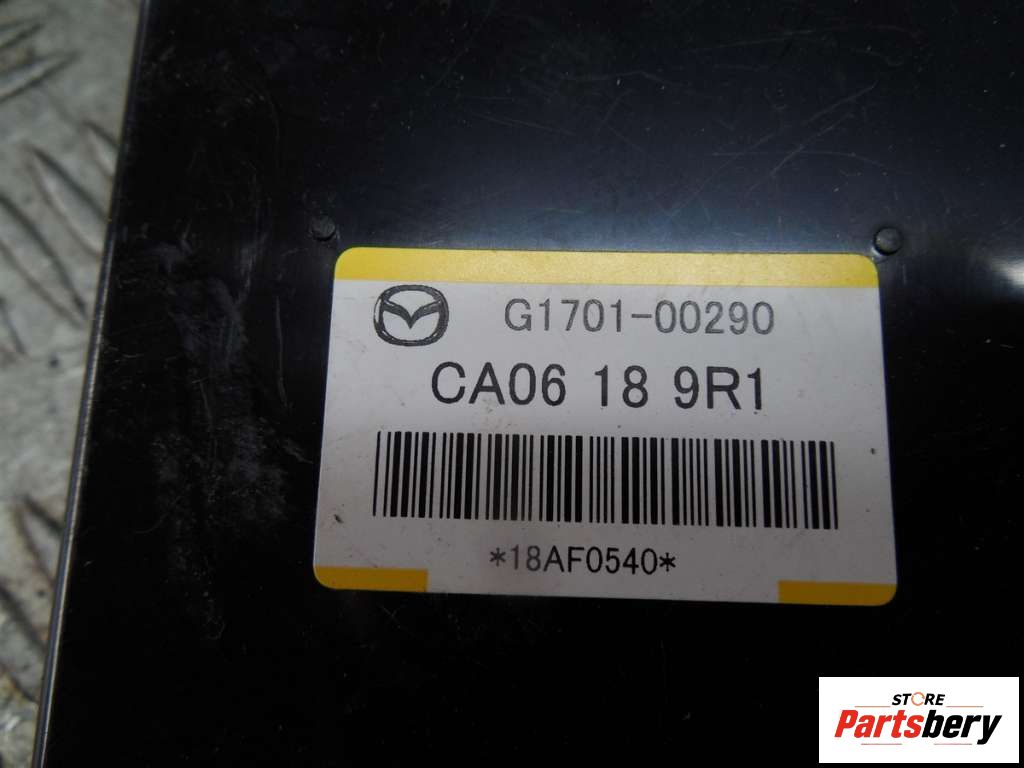 G1701-00290
CA06 18 9R1
*18AF0540*
STORE
Partsbery